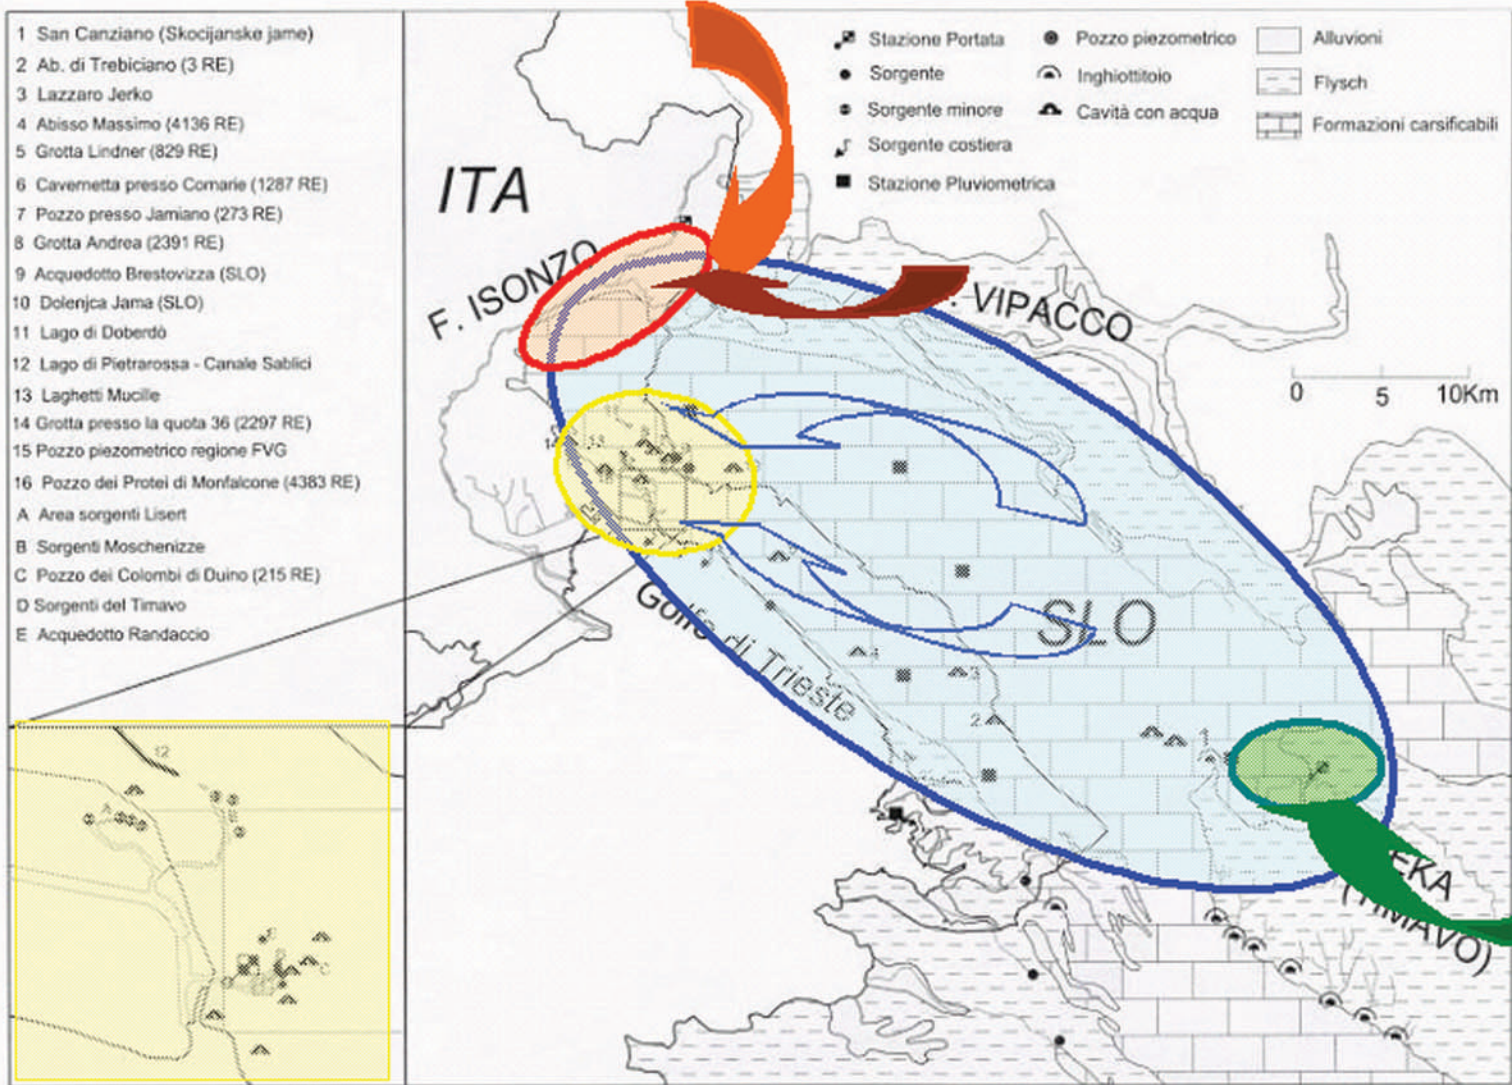 1 San Canziano (Skocijanske jame)
2 Ab. di Trebiciano (3 RE)
3 Lazzaro Jerko
4 Abisso Massimo (4136 RE)
5 Grotta Lindner (829 RE)
6 Cavernetta presso Comarie (1287 RE)
7 Pozzo presso Jamiano (273 RE)
8 Grotta Andrea (2391 RE)
9 Acquedotto Brestovizza (SLO)
10 Dolenjca Jama (SLO)
11 Lago di Doberdò
12 Lago di Pietrarossa - Canale Sablici
13 Laghetti Mucille
14 Grotta presso la quota 36 (2297 RE)
15 Pozzo piezometrico regione FVG
16 Pozzo dei Protei di Monfalcone (4383 RE)
A Area sorgenti Lisert
B Sorgenti Moschenizze
C Pozzo dei Colombi di Duino (215 RE)
D Sorgenti del Timavo
E Acquedotto Randaccio
Stazione Portata
Sorgente
Sorgente minore
Sorgente costiera
Stazione Pluviometrica
Pozzo piezometrico
Inghiottitoio
Cavità con acqua
Alluvioni
Flysch
Formazioni carsificabili
ITA
F. ISONZO
VIPACCO
0 5 10Km
SLO
Golfo di Trieste
4
3
2
1
EKA
(TIMAVO)
12